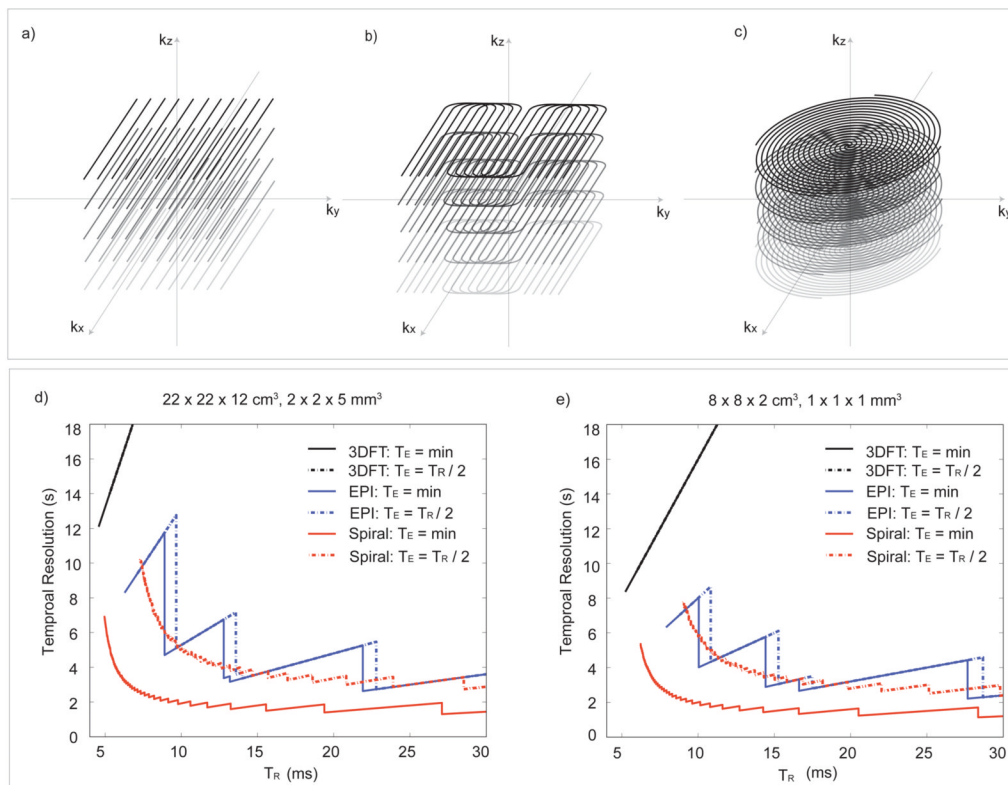 a)
kz
ky
kx
b)
kz
ky
kx
c)
kz
ky
kx
d)
22 x 22 x 12 cm³, 2 x 2 x 5 mm³
Temproal Resolution (s)
18
16
14
12
10
8
6
4
2
0
3DFT: TE = min
3DFT: TE = TR / 2
EPI: TE = min
EPI: TE = TR / 2
Spiral: TE = min
Spiral: TE = TR / 2
5
10
15
20
25
30
TR (ms)
e)
8 x 8 x 2 cm³, 1 x 1 x 1 mm³
Temproal Resolution (s)
18
16
14
12
10
8
6
4
2
0
3DFT: TE = min
3DFT: TE = TR / 2
EPI: TE = min
EPI: TE = TR / 2
Spiral: TE = min
Spiral: TE = TR / 2
5
10
15
20
25
30
TR (ms)